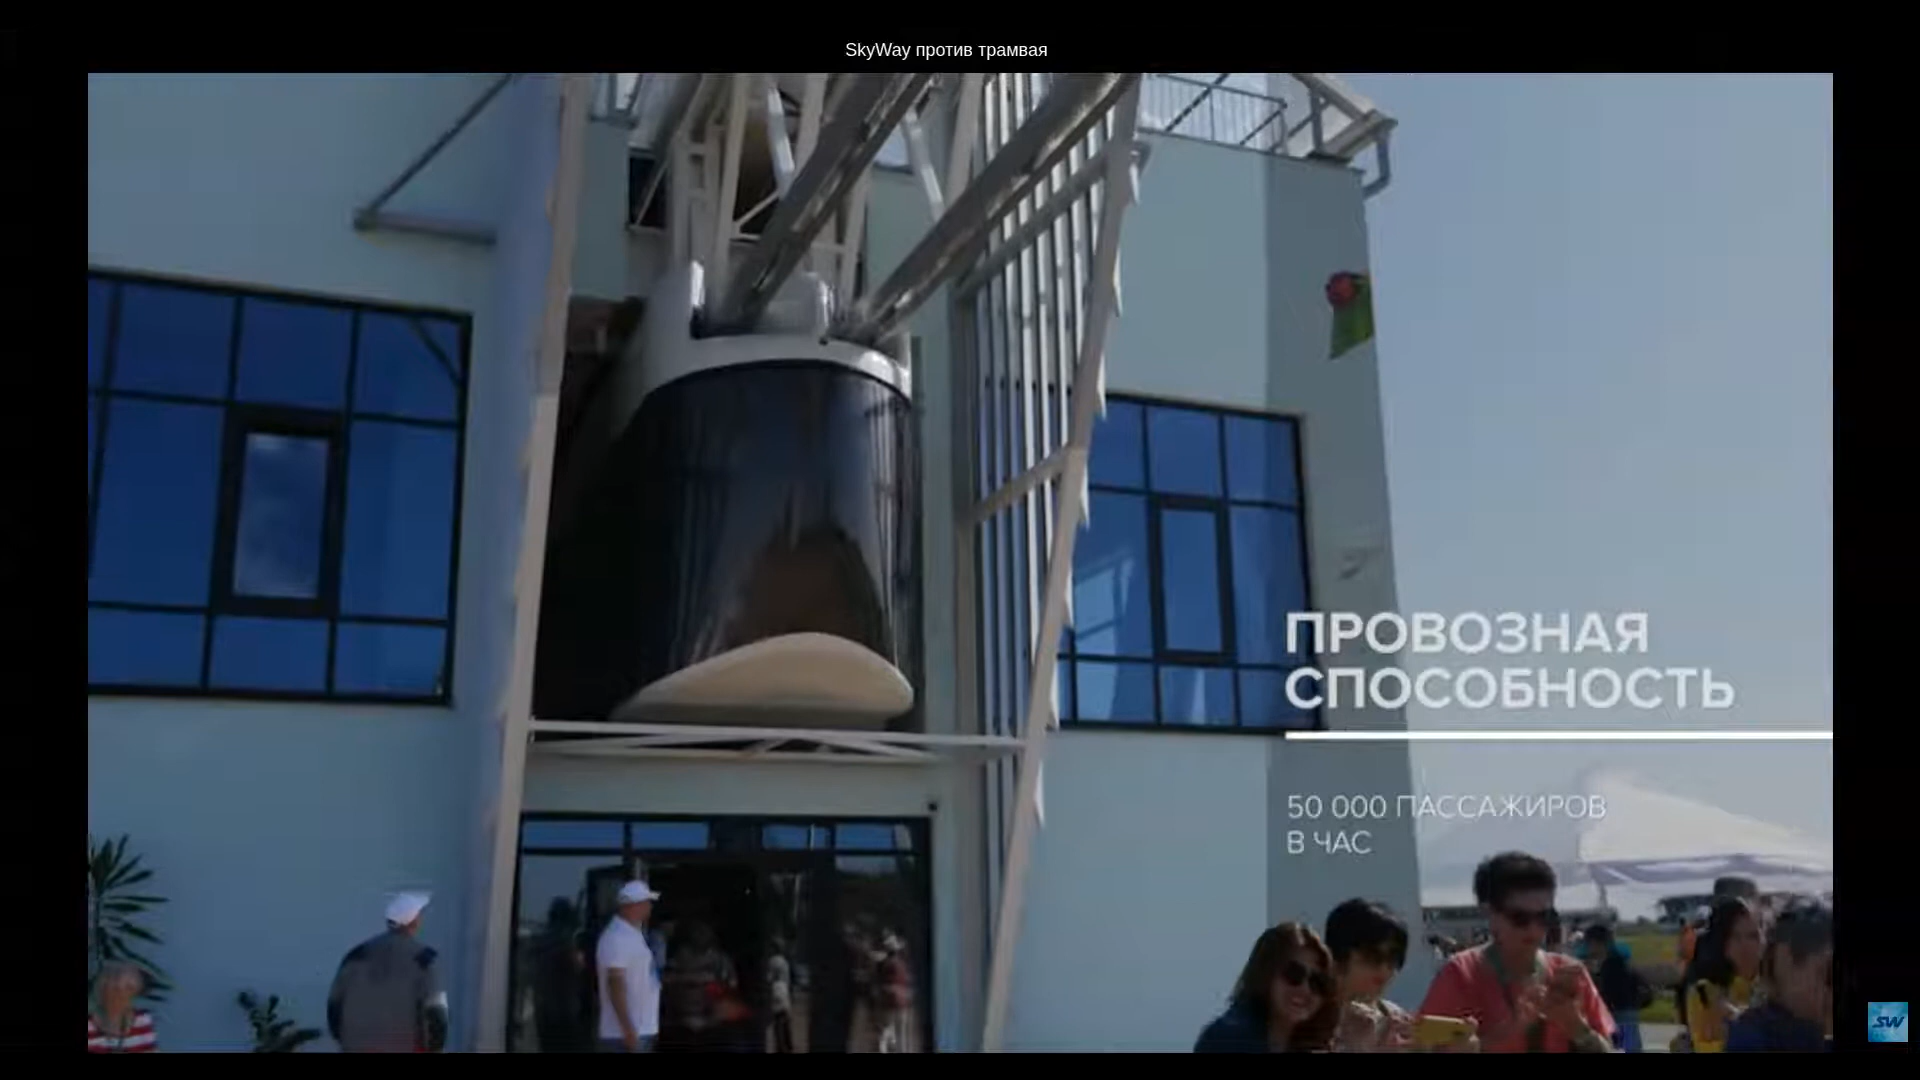 SkyWay против трамвая
ПРОВОЗНАЯ
СПОСОБНОСТЬ
50 000 ПАССАЖИРОВ
В ЧАС
SW